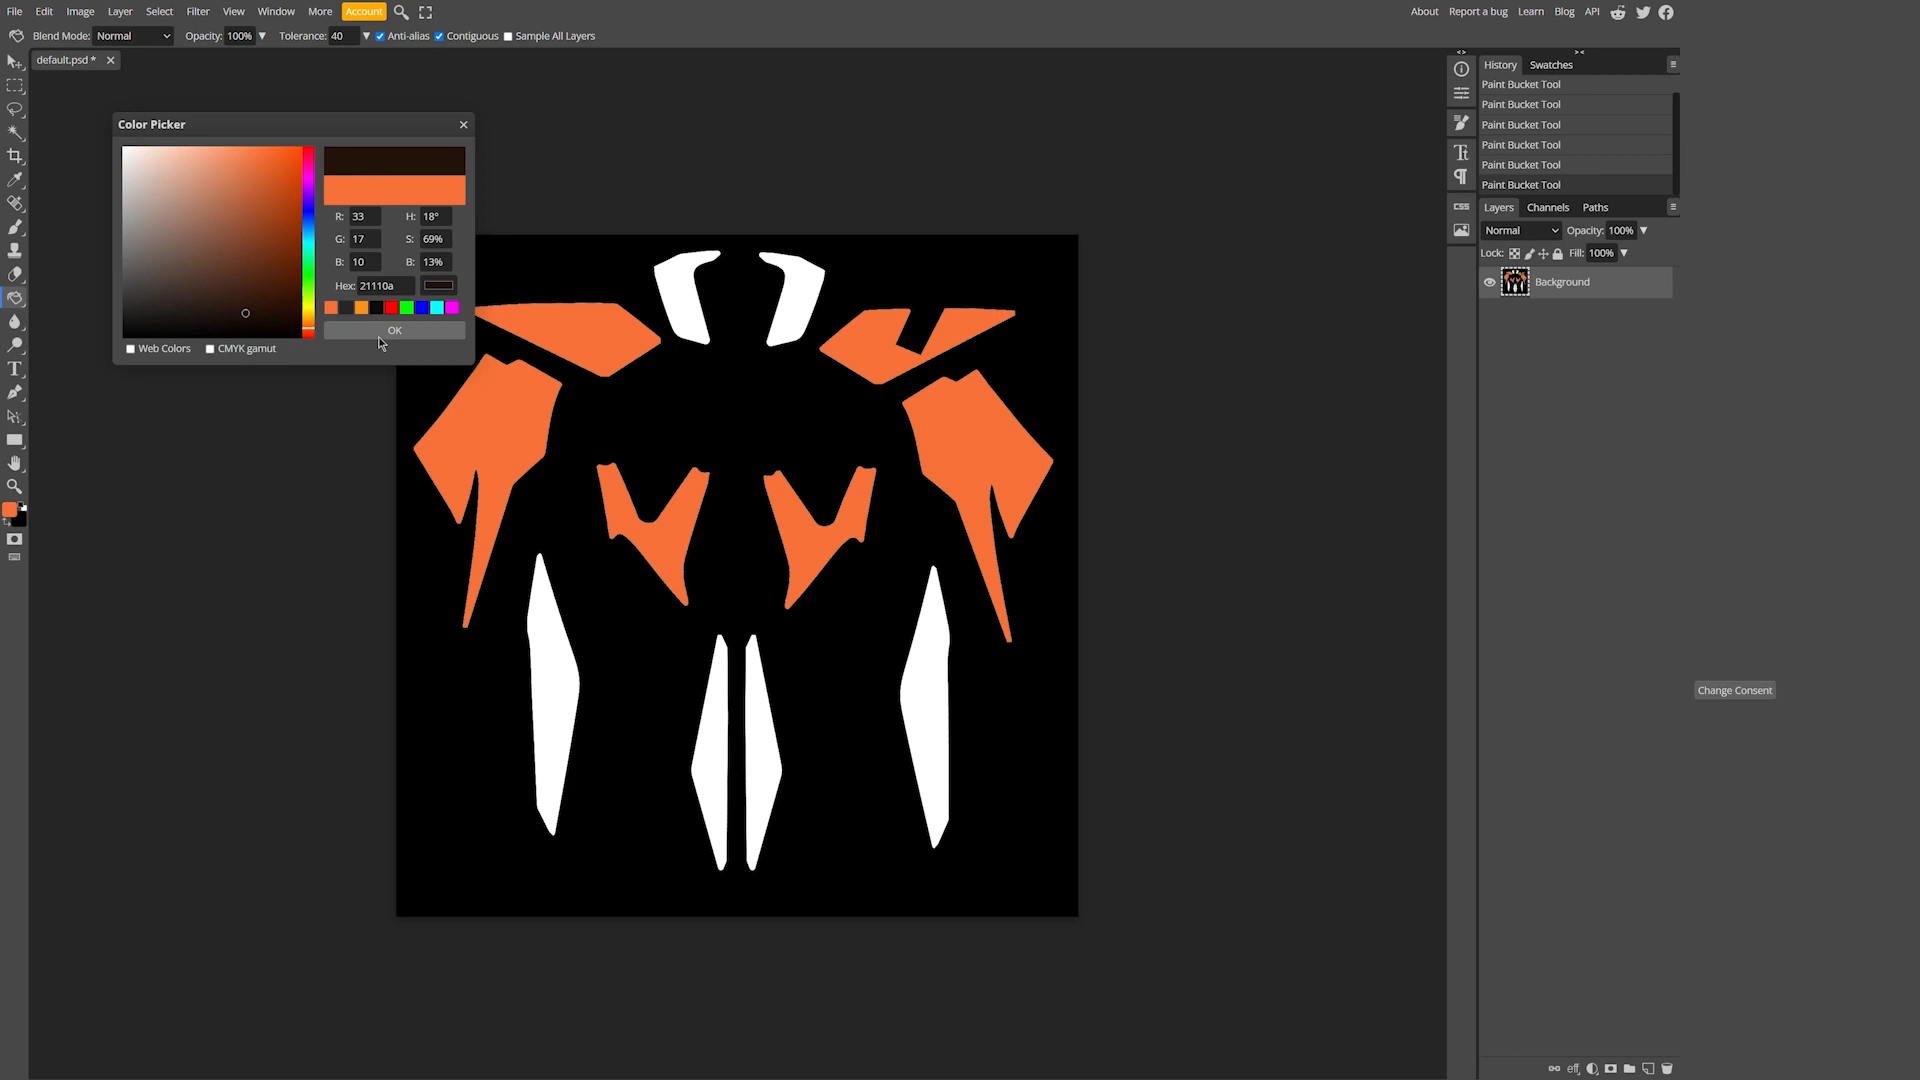 File Edit Image Layer Select Filter View Window More Account About Report a bug Learn Blog API
Blend Mode: Normal Opacity: 100% Tolerance: 40 Anti-alias Contiguous Sample All Layers
default.psd *
History Swatches
Paint Bucket Tool
Paint Bucket Tool
Paint Bucket Tool
Paint Bucket Tool
Paint Bucket Tool
Paint Bucket Tool
Color Picker
R: 33 H: 18°
G: 17 S: 69%
B: 10 B: 13%
Hex: 21110a
OK
Web Colors CMYK gamut
CSS
Layers Channels Paths
Normal Opacity: 100%
Lock: Fill: 100%
Background
Change Consent
eff